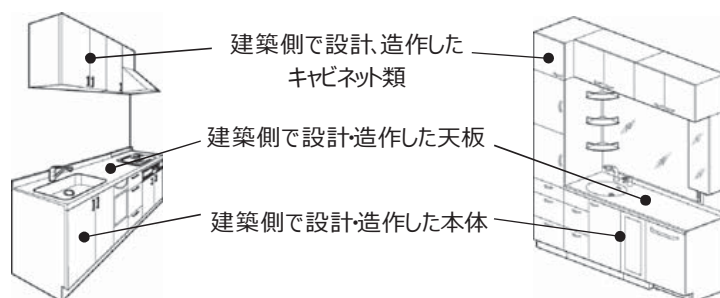 建築側で設計、造作した
キャビネット類
建築側で設計・造作した天板
建築側で設計・造作した本体